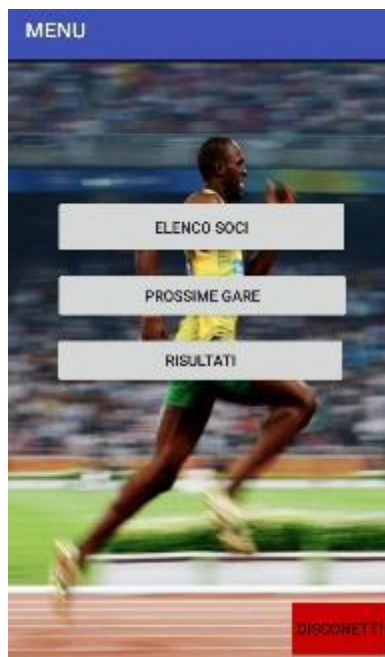 MENU
ELENCO SOCI
PROSSIME GARE
RISULTATI
DISCONETTI